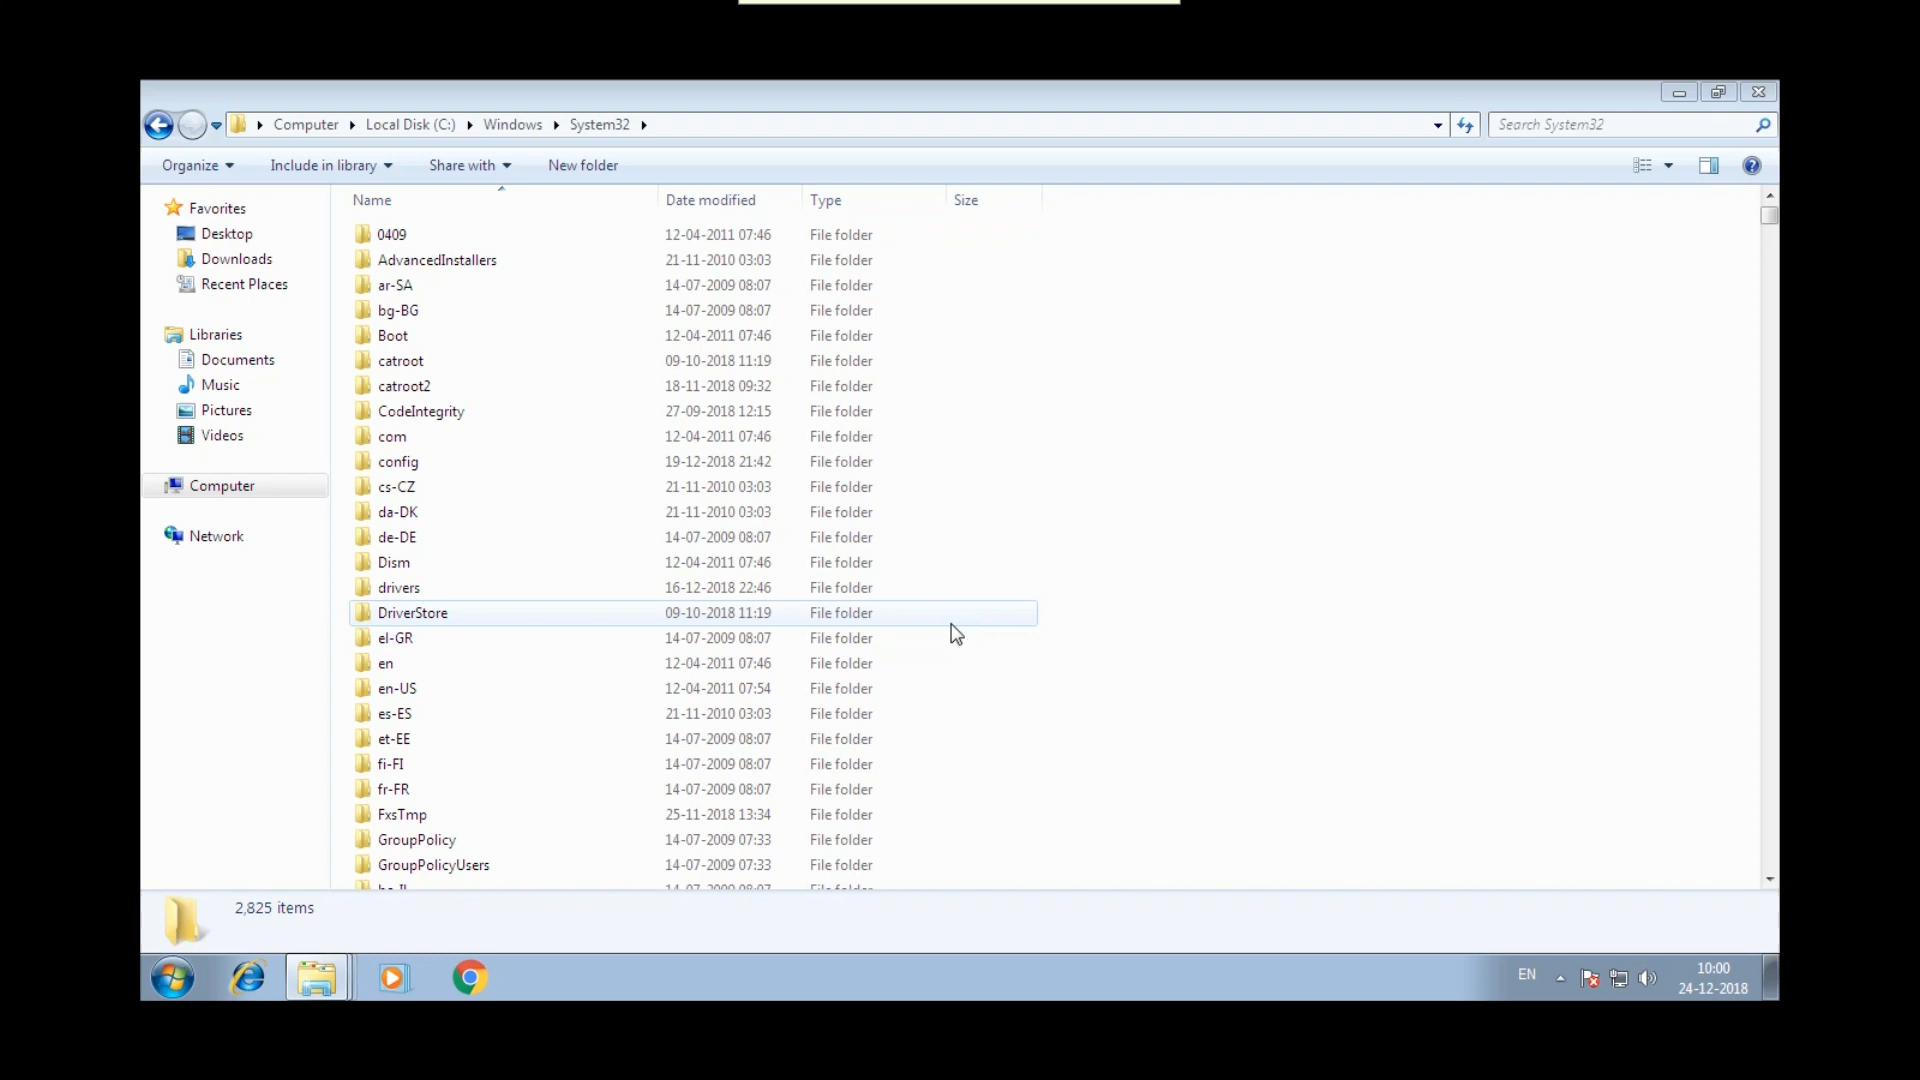 Computer Local Disk (C:) Windows System32 Search System32
Organize Include in library Share with New folder
Name Date modified Type Size
Favorites
Desktop
Downloads
Recent Places
Libraries
Documents
Music
Pictures
Videos
Computer
Network
0409 12-04-2011 07:46 File folder
AdvancedInstallers 21-11-2010 03:03 File folder
ar-SA 14-07-2009 08:07 File folder
bg-BG 14-07-2009 08:07 File folder
Boot 12-04-2011 07:46 File folder
catroot 09-10-2018 11:19 File folder
catroot2 18-11-2018 09:32 File folder
CodeIntegrity 27-09-2018 12:15 File folder
com 12-04-2011 07:46 File folder
config 19-12-2018 21:42 File folder
cs-CZ 21-11-2010 03:03 File folder
da-DK 21-11-2010 03:03 File folder
de-DE 14-07-2009 08:07 File folder
Dism 12-04-2011 07:46 File folder
drivers 16-12-2018 22:46 File folder
DriverStore 09-10-2018 11:19 File folder
el-GR 14-07-2009 08:07 File folder
en 12-04-2011 07:46 File folder
en-US 12-04-2011 07:54 File folder
es-ES 21-11-2010 03:03 File folder
et-EE 14-07-2009 08:07 File folder
fi-FI 14-07-2009 08:07 File folder
fr-FR 14-07-2009 08:07 File folder
FxsTmp 25-11-2018 13:34 File folder
GroupPolicy 14-07-2009 07:33 File folder
GroupPolicyUsers 14-07-2009 07:33 File folder
14-07-2009 08:07 File folder
2,825 items
EN 10:00
24-12-2018